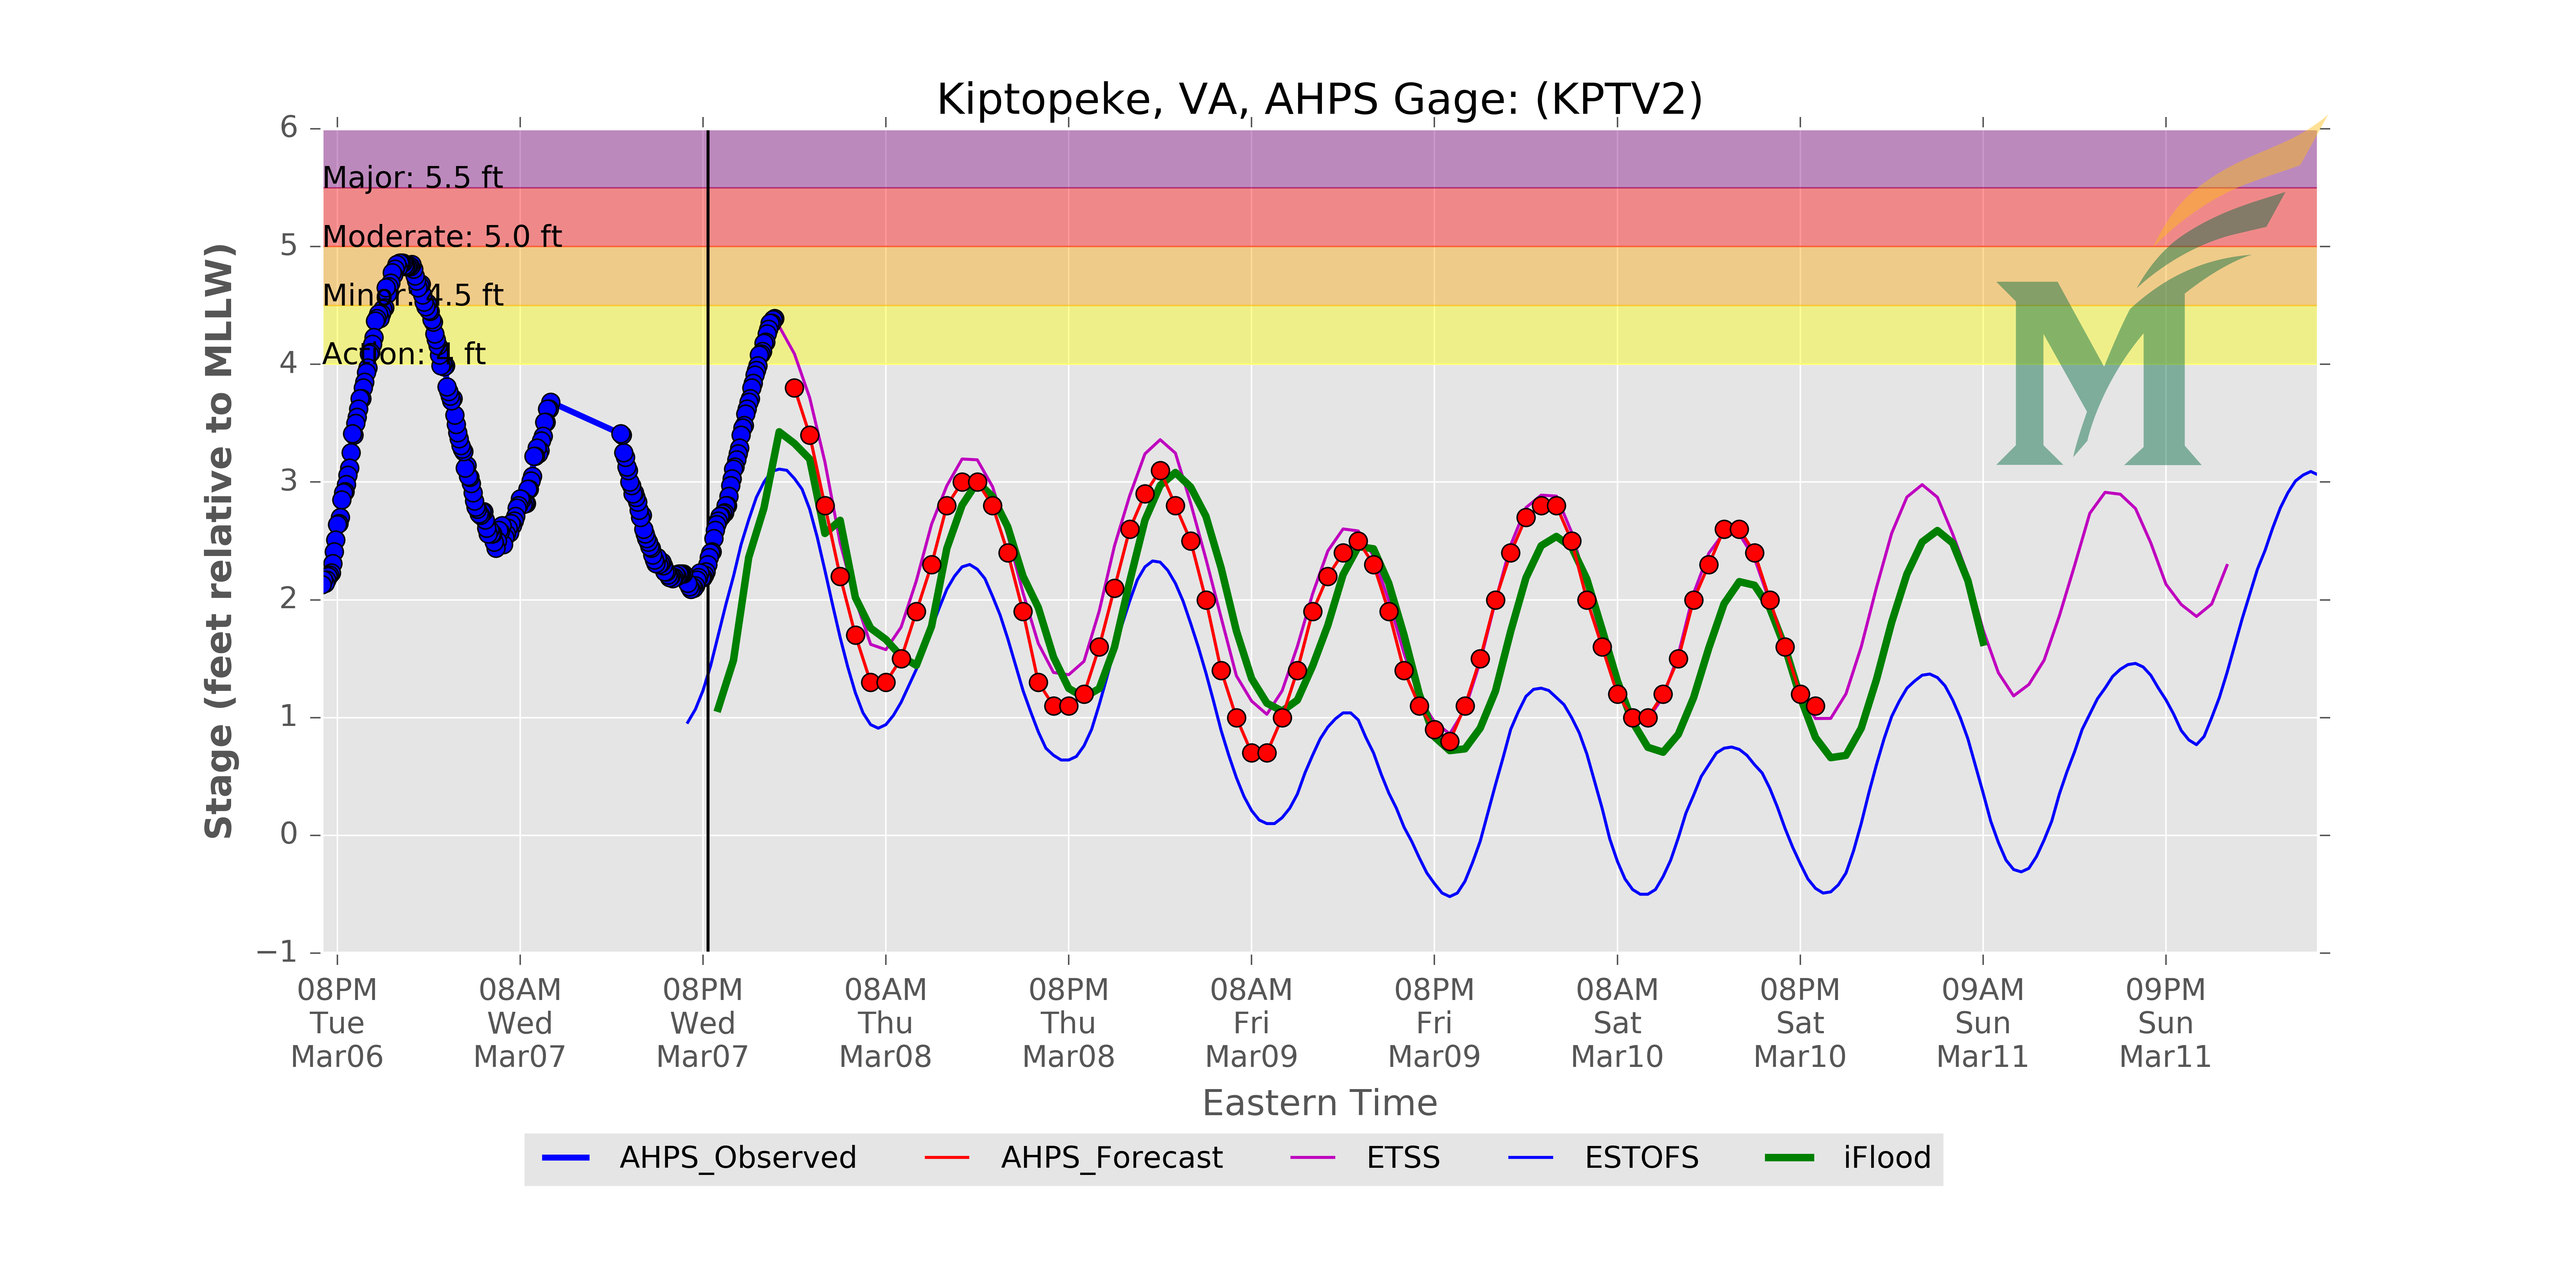 Kiptopeke, VA, AHPS Gage: (KPTV2)
6
5
4
3
2
1
0
−1
Stage (feet relative to MLLW)
Major: 5.5 ft
Moderate: 5.0 ft
Minor: 4.5 ft
Action: 4 ft
M
08PM Tue Mar06
08AM Wed Mar07
08PM Wed Mar07
08AM Thu Mar08
08PM Thu Mar08
08AM Fri Mar09
08PM Fri Mar09
08AM Sat Mar10
08PM Sat Mar10
09AM Sun Mar11
09PM Sun Mar11
Eastern Time
AHPS_Observed AHPS_Forecast ETSS ESTOFS iFlood